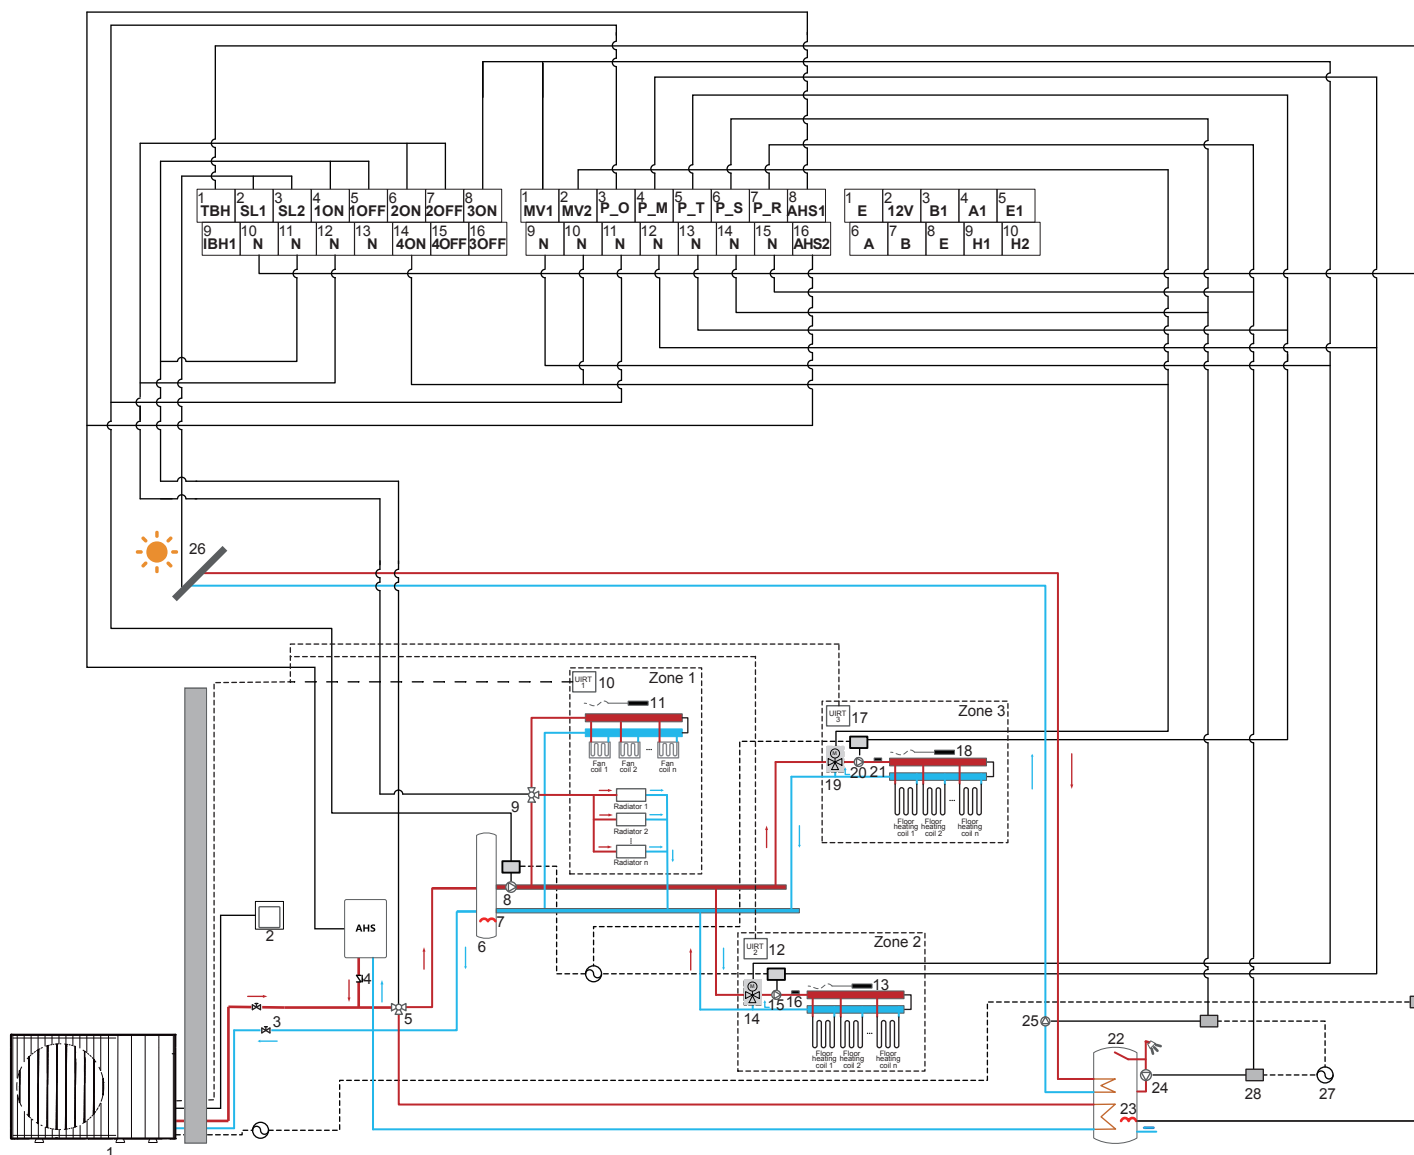 1 TBH 2 SL1 3 SL2 4 1ON 5 1OFF 6 2ON 7 2OFF 8 3ON
9 IBH1 10 N 11 N 12 N 13 N 14 4ON 15 4OFF 16 3OFF
1 MV1 2 MV2 3 P_O 4 P_M 5 P_T 6 P_S 7 P_R 8 AHS1
9 N 10 N 11 N 12 N 13 N 14 N 15 N 16 AHS2
1 E 2 12V 3 B1 4 A1 5 E1
6 A 7 B 8 E 9 H1 10 H2
26
Zone 1
UIRT
1
10
11
Fan
coil 1
Fan
coil 2
...
Fan
coil n
9
Radiator 1
Radiator 2
Radiator n
8
7
6
Zone 3
UIRT
3
17
18
19
20
21
Floor
heating
coil 1
Floor
heating
coil 2
...
Floor
heating
coil n
Zone 2
UIRT
2
12
13
14
15
16
Floor
heating
coil 1
Floor
heating
coil 2
...
Floor
heating
coil n
AHS
2
4
3
5
1
25
22
23
24
28
27
M
M